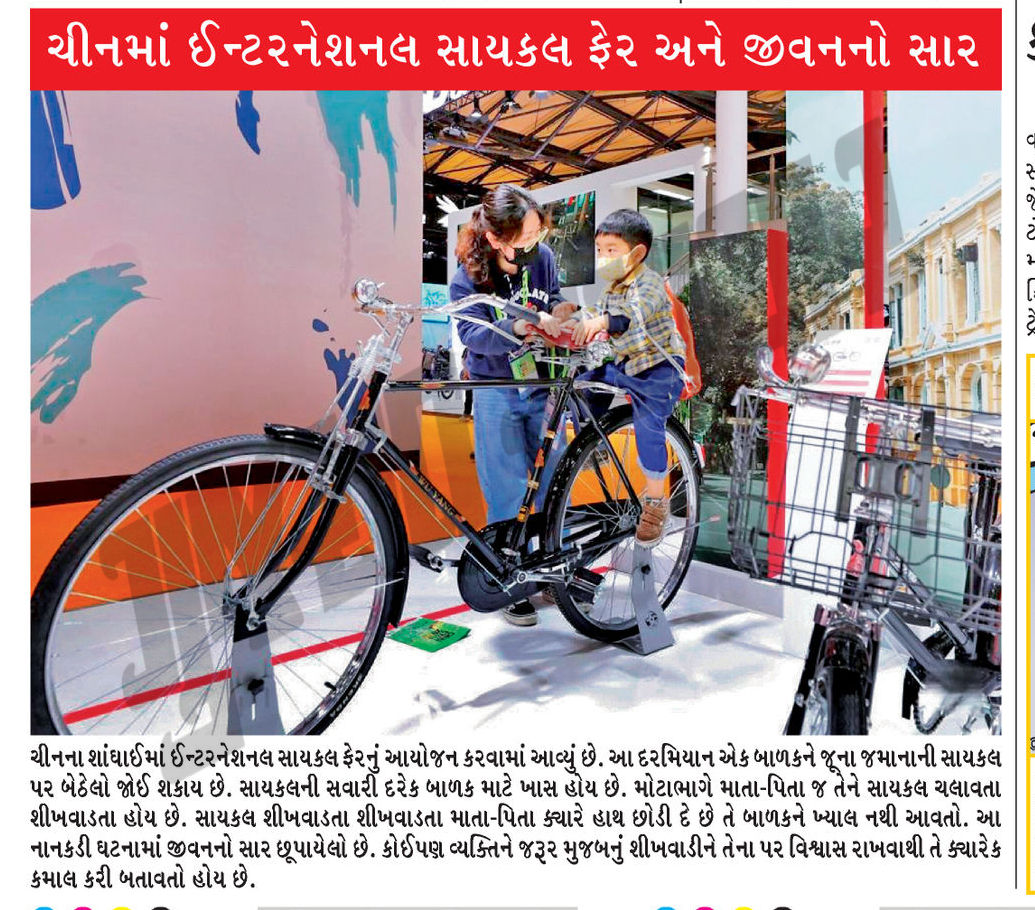 ચીનમાં ઈન્ટરનેશનલ સાયકલ ફેર અને જીવનનો સાર
WUYANG
ચીનના શાંઘાઈમાં ઈન્ટરનેશનલ સાયકલ ફેરનું આયોજન કરવામાં આવ્યું છે. આ દરમિયાન એક બાળકને જૂના જમાનાની સાયકલ
પર બેઠેલો જોઈ શકાય છે. સાયકલની સવારી દરેક બાળક માટે ખાસ હોય છે. મોટાભાગે માતા-પિતા જ તેને સાયકલ ચલાવતા
શીખવાડતા હોય છે. સાયકલ શીખવાડતા શીખવાડતા માતા-પિતા ક્યારે હાથ છોડી દે છે તે બાળકને ખ્યાલ નથી આવતો. આ
નાનકડી ઘટનામાં જીવનનો સાર છૂપાયેલો છે. કોઈપણ વ્યક્તિને જરૂર મુજબનું શીખવાડીને તેના પર વિશ્વાસ રાખવાથી તે ક્યારેક
કમાલ કરી બતાવતો હોય છે.